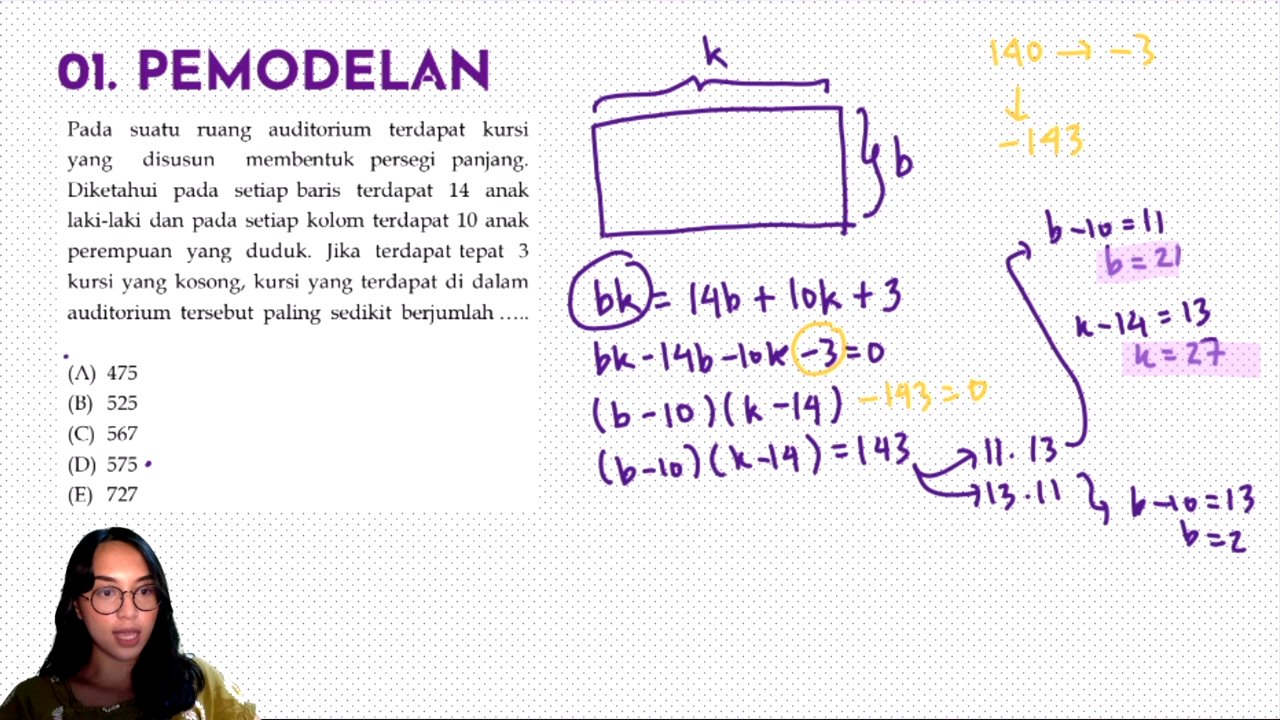 01. PEMODELAN
Pada suatu ruang auditorium terdapat kursi
yang disusun membentuk persegi panjang.
Diketahui pada setiap baris terdapat 14 anak
laki-laki dan pada setiap kolom terdapat 10 anak
perempuan yang duduk. Jika terdapat tepat 3
kursi yang kosong, kursi yang terdapat di dalam
auditorium tersebut paling sedikit berjumlah .....
(A) 475
(B) 525
(C) 567
(D) 575
(E) 727
k
b
bk = 14b + 10k + 3
bk - 14b - 10k - 3 = 0
(b - 10)(k - 14) - 143 = 0
(b - 10)(k - 14) = 143
140 → -3
↓
-143
11 . 13
13 . 11
b - 10 = 11
b = 21
k - 14 = 13
k = 27
b - 10 = 13
b = 2